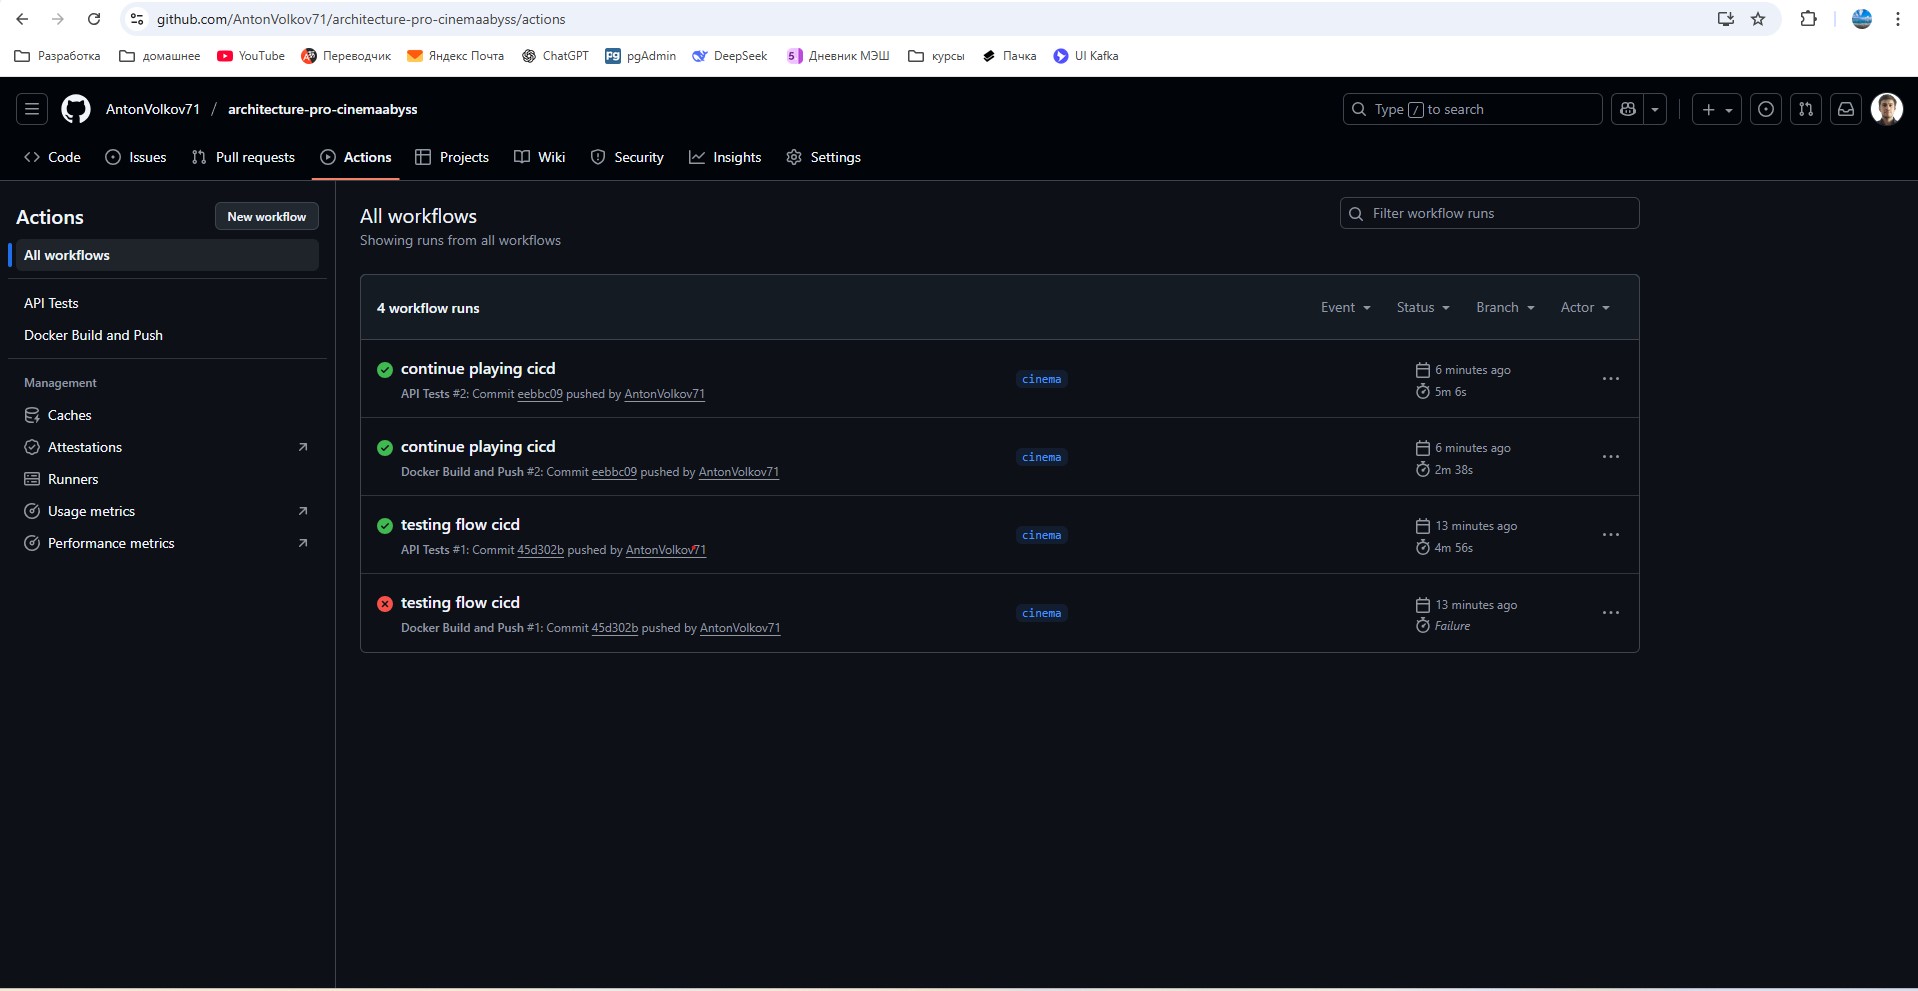 github.com/AntonVolkov71/architecture-pro-cinemaabyss/actions
Разработка домашнее YouTube Переводчик Яндекс Почта ChatGPT Pg pgAdmin DeepSeek 5 Дневник МЭШ курсы Пачка UI Kafka
AntonVolkov71 / architecture-pro-cinemaabyss
Type / to search
Code Issues Pull requests Actions Projects Wiki Security Insights Settings
Actions
New workflow
All workflows
API Tests
Docker Build and Push
Management
Caches
Attestations
Runners
Usage metrics
Performance metrics
All workflows
Showing runs from all workflows
Filter workflow runs
4 workflow runs
Event Status Branch Actor
continue playing cicd
API Tests #2: Commit eebbc09 pushed by AntonVolkov71
cinema
6 minutes ago
5m 6s
continue playing cicd
Docker Build and Push #2: Commit eebbc09 pushed by AntonVolkov71
cinema
6 minutes ago
2m 38s
testing flow cicd
API Tests #1: Commit 45d302b pushed by AntonVolkov71
cinema
13 minutes ago
4m 56s
testing flow cicd
Docker Build and Push #1: Commit 45d302b pushed by AntonVolkov71
cinema
13 minutes ago
Failure